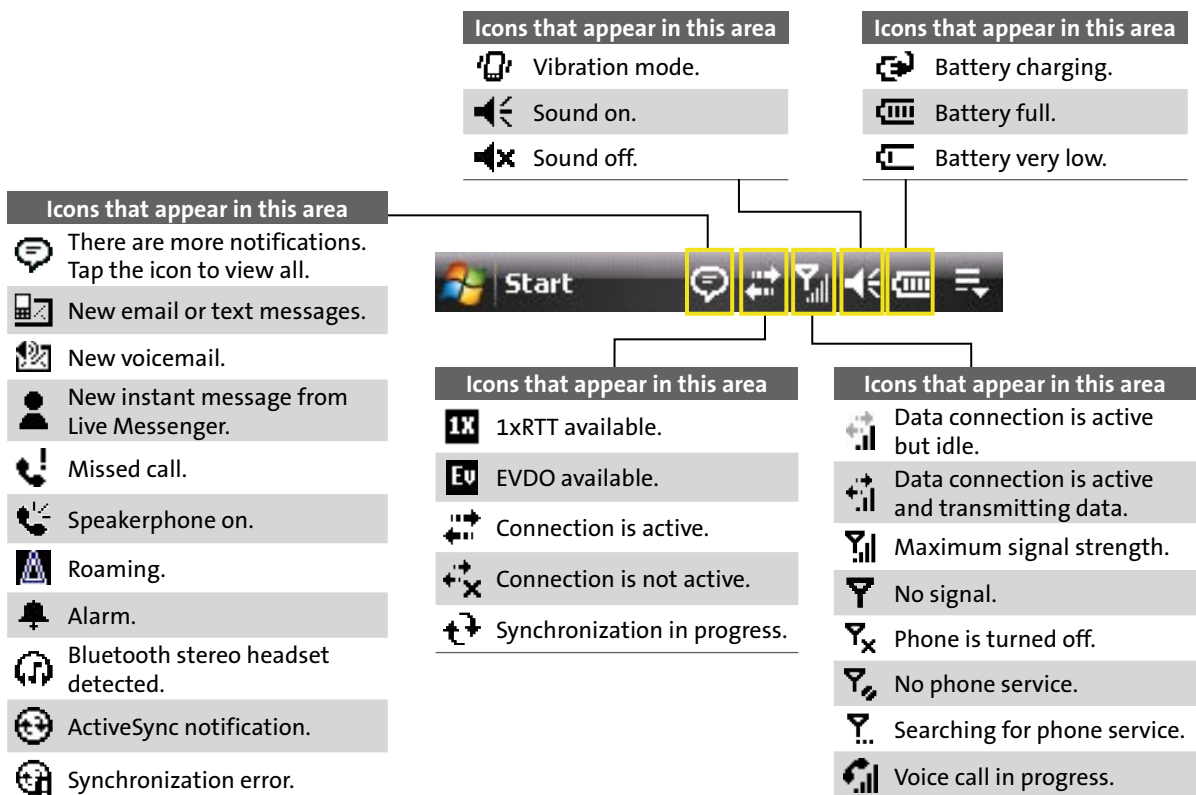 Icons that appear in this area
Vibration mode.
Sound on.
Sound off.
Icons that appear in this area
Battery charging.
Battery full.
Battery very low.
Icons that appear in this area
There are more notifications.
Tap the icon to view all.
New email or text messages.
New voicemail.
New instant message from
Live Messenger.
Missed call.
Speakerphone on.
Roaming.
Alarm.
Bluetooth stereo headset
detected.
ActiveSync notification.
Synchronization error.
Start
Icons that appear in this area
1X 1xRTT available.
Ev EVDO available.
Connection is active.
Connection is not active.
Synchronization in progress.
Icons that appear in this area
Data connection is active
but idle.
Data connection is active
and transmitting data.
Maximum signal strength.
No signal.
Phone is turned off.
No phone service.
Searching for phone service.
Voice call in progress.